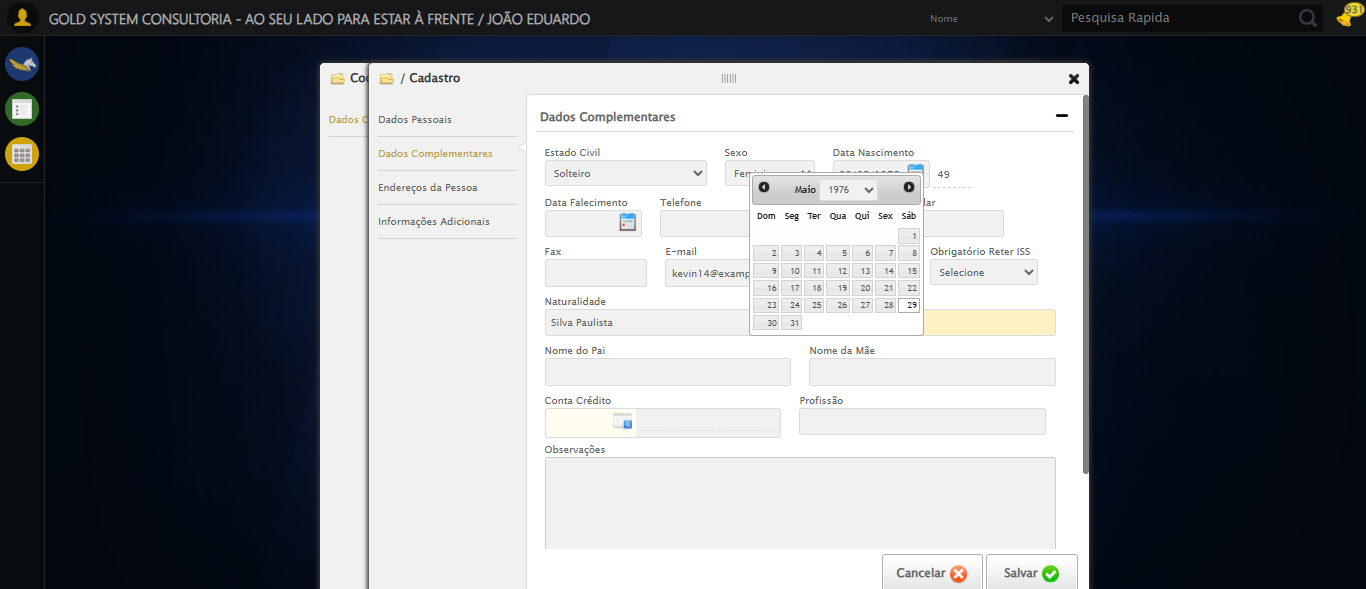 GOLD SYSTEM CONSULTORIA - AO SEU LADO PARA ESTAR À FRENTE / JOÃO EDUARDO
Nome
Pesquisa Rapida
931
/ Cadastro
Dados Pessoais
Dados Complementares
Endereços da Pessoa
Informações Adicionais
Dados Complementares
Estado Civil
Sexo
Data Nascimento
Solteiro
49
Data Falecimento
Telefone
Fax
E-mail
Obrigatório Reter ISS
kevin14@examp
Selecione
Naturalidade
Silva Paulista
Maio 1976
Dom Seg Ter Qua Qui Sex Sáb
1
2 3 4 5 6 7 8
9 10 11 12 13 14 15
16 17 18 19 20 21 22
23 24 25 26 27 28 29
30 31
Nome do Pai
Nome da Mãe
Conta Crédito
Profissão
Observações
Cancelar
Salvar